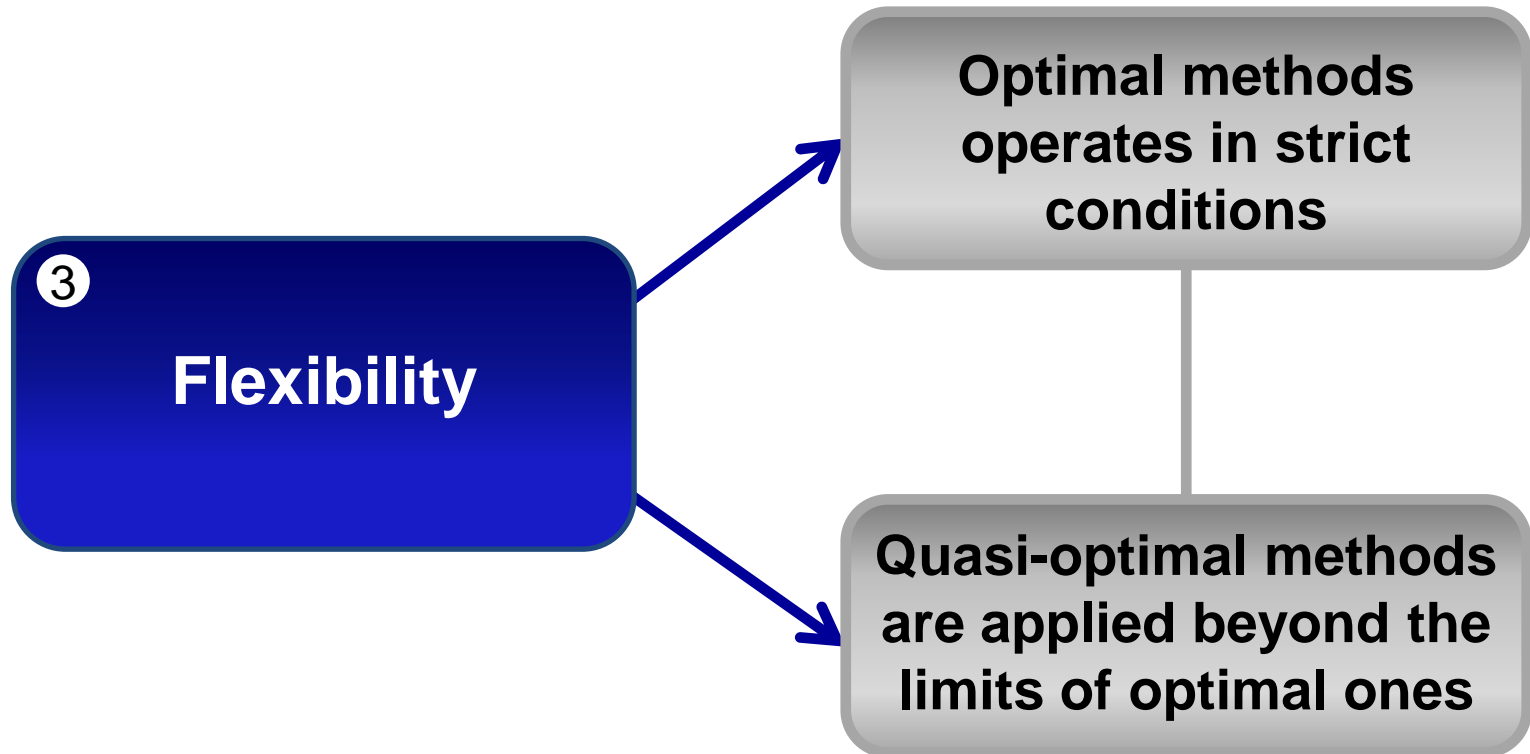 3
Flexibility
Optimal methods
operates in strict
conditions
Quasi-optimal methods
are applied beyond the
limits of optimal ones